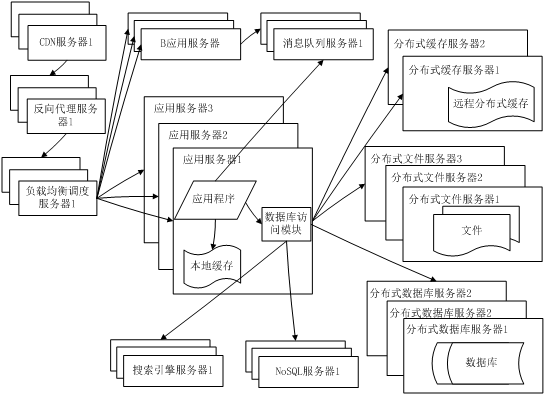 CDN服务器1
B应用服务器
消息队列服务器1
分布式缓存服务器2
分布式缓存服务器1
远程分布式缓存
反向代理服务
器1
应用服务器3
应用服务器2
应用服务器1
负载均衡调度
服务器1
应用程序
数据库访
问模块
本地缓存
分布式文件服务器3
分布式文件服务器2
分布式文件服务器1
文件
分布式数据库服务器2
分布式数据库服务器2
分布式数据库服务器1
数据库
搜索引擎服务器1
NoSQL服务器1